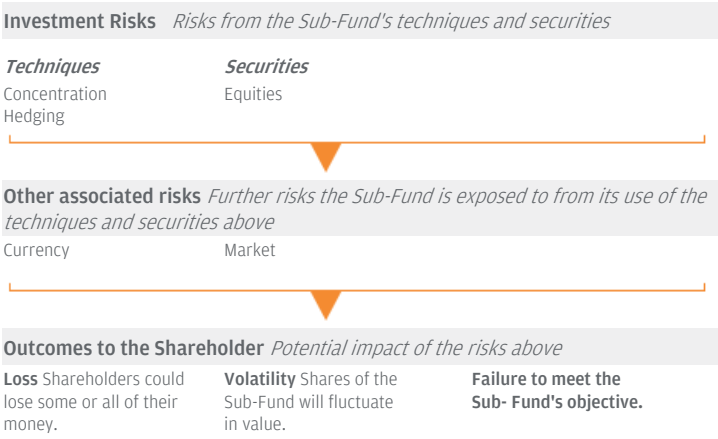 Investment Risks Risks from the Sub-Fund's techniques and securities
Techniques Securities
Concentration Equities
Hedging
Other associated risks Further risks the Sub-Fund is exposed to from its use of the
techniques and securities above
Currency Market
Outcomes to the Shareholder Potential impact of the risks above
Loss Shareholders could
lose some or all of their
money.
Volatility Shares of the
Sub-Fund will fluctuate
in value.
Failure to meet the
Sub- Fund's objective.